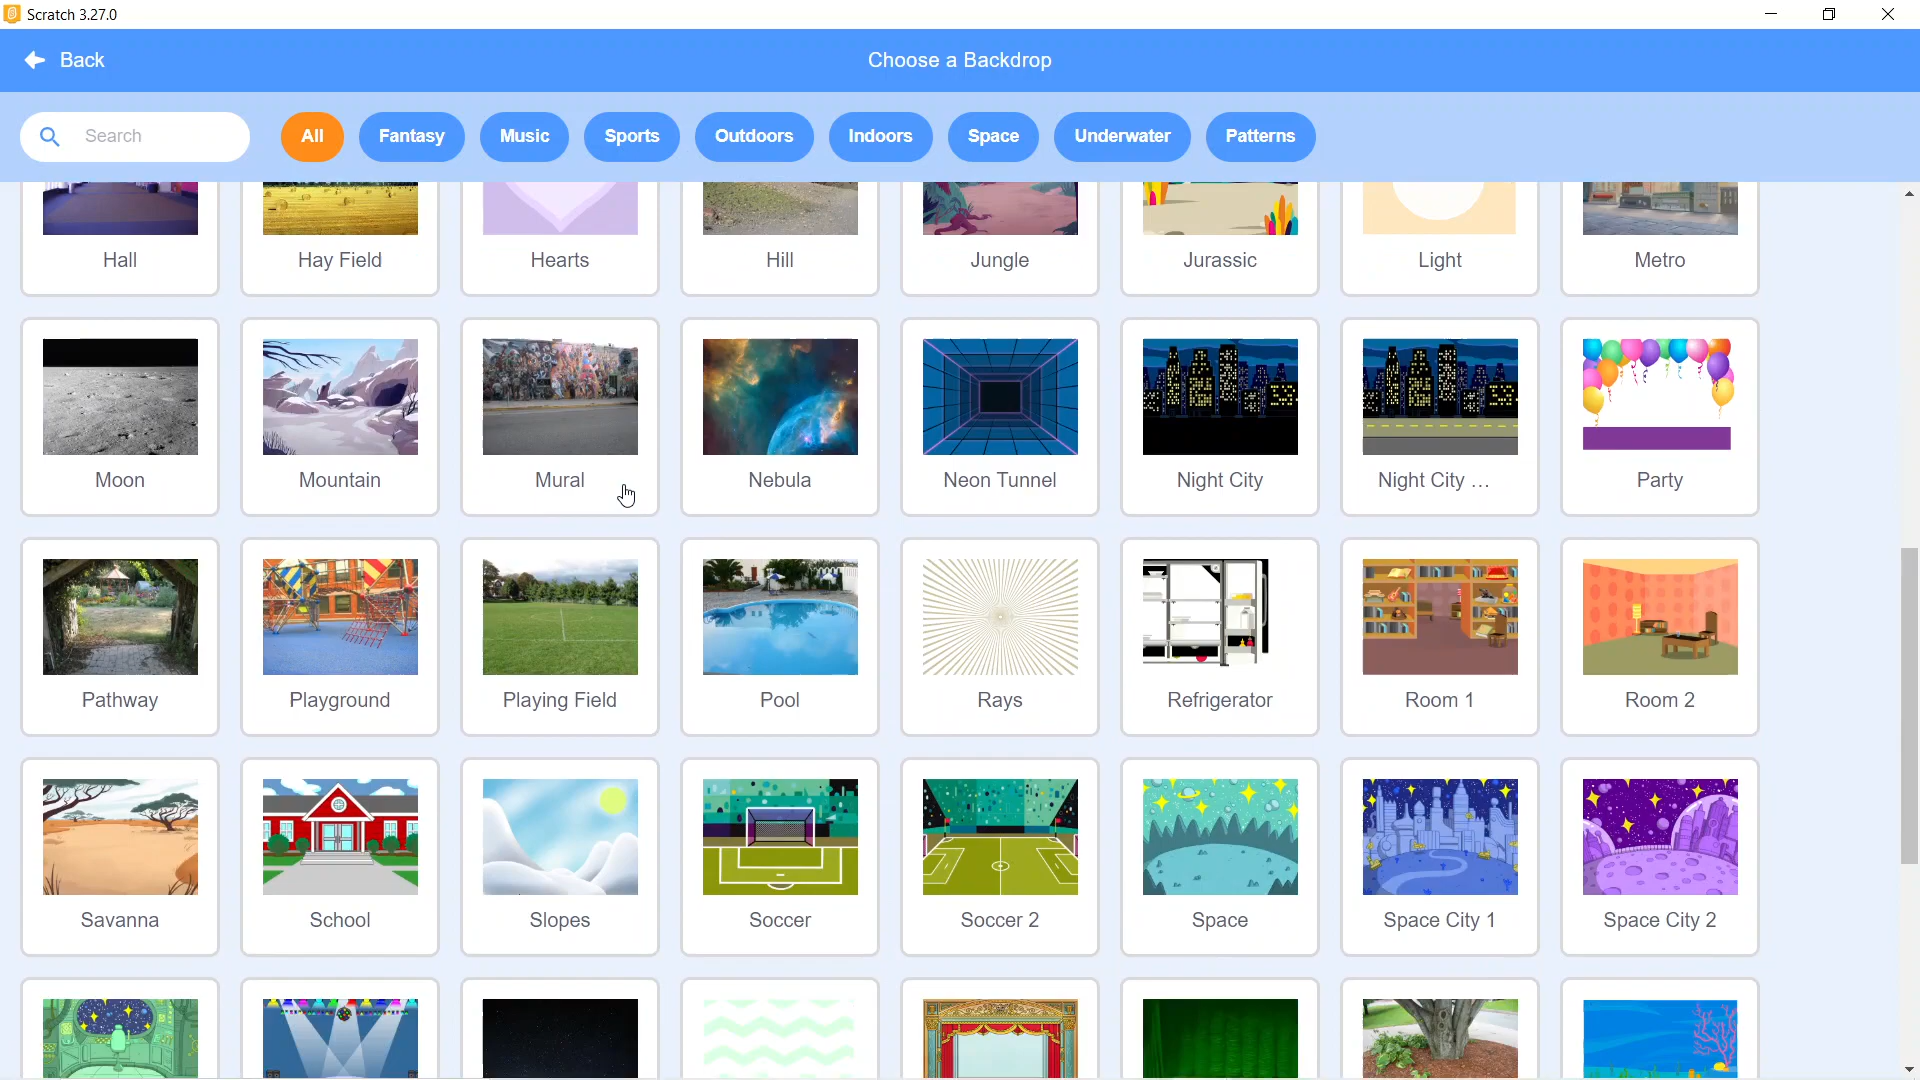 Scratch 3.27.0
Back
Choose a Backdrop
Search
All
Fantasy
Music
Sports
Outdoors
Indoors
Space
Underwater
Patterns
Hall
Hay Field
Hearts
Hill
Jungle
Jurassic
Light
Metro
Moon
Mountain
Mural
Nebula
Neon Tunnel
Night City
Night City ...
Party
Pathway
Playground
Playing Field
Pool
Rays
Refrigerator
Room 1
Room 2
Savanna
School
Slopes
Soccer
Soccer 2
Space
Space City 1
Space City 2